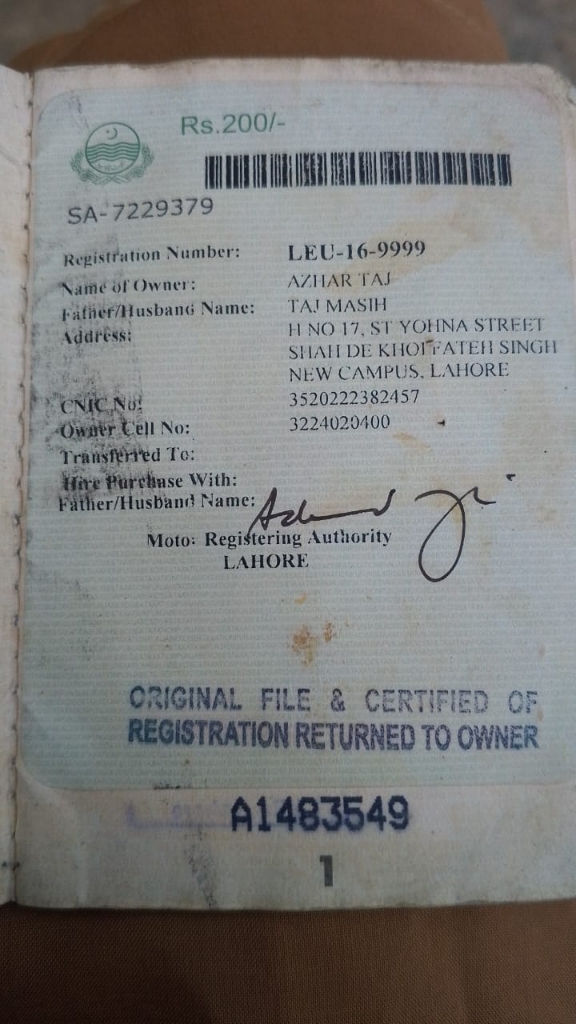 Rs.200/-
SA-7229379
Registration Number: LEU-16-9999
Name of Owner: AZHAR TAJ
Father/Husband Name: TAJ MASIH
Address: H NO 17, ST YOHNA STREET
SHAH DE KHOI FATEH SINGH
NEW CAMPUS, LAHORE
CNIC No: 3520222382457
Owner Cell No: 3224020400
Transferred To:
Hire Purchase With:
Father/Husband Name:
Motor Registering Authority
LAHORE
ORIGINAL FILE & CERTIFIED OF
REGISTRATION RETURNED TO OWNER
A1483549
1